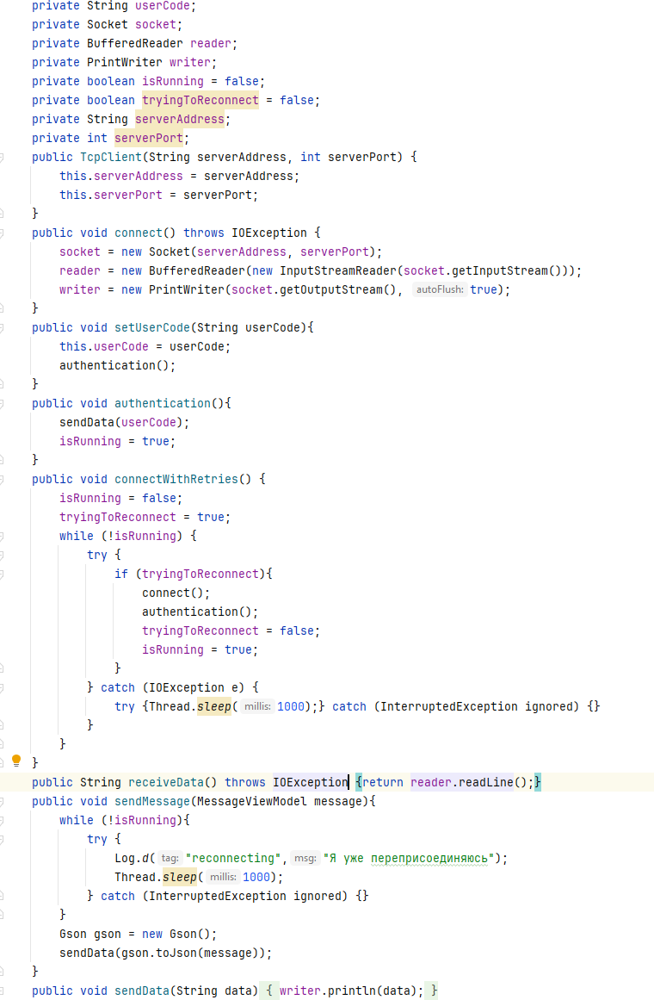 private String userCode;
private Socket socket;
private BufferedReader reader;
private PrintWriter writer;
private boolean isRunning = false;
private boolean tryingToReconnect = false;
private String serverAddress;
private int serverPort;
public TcpClient(String serverAddress, int serverPort) {
    this.serverAddress = serverAddress;
    this.serverPort = serverPort;
}
public void connect() throws IOException {
    socket = new Socket(serverAddress, serverPort);
    reader = new BufferedReader(new InputStreamReader(socket.getInputStream()));
    writer = new PrintWriter(socket.getOutputStream(), autoFlush: true);
}
public void setUserCode(String userCode){
    this.userCode = userCode;
    authentication();
}
public void authentication(){
    sendData(userCode);
    isRunning = true;
}
public void connectWithRetries() {
    isRunning = false;
    tryingToReconnect = true;
    while (!isRunning) {
        try {
            if (tryingToReconnect){
                connect();
                authentication();
                tryingToReconnect = false;
                isRunning = true;
            }
        } catch (IOException e) {
            try {Thread.sleep( millis: 1000);} catch (InterruptedException ignored) {}
        }
    }
}
public String receiveData() throws IOException {return reader.readLine();}
public void sendMessage(MessageViewModel message){
    while (!isRunning){
        try {
            Log.d( tag: "reconnecting", msg: "Я уже переприсоединяюсь");
            Thread.sleep( millis: 1000);
        } catch (InterruptedException ignored) {}
    }
    Gson gson = new Gson();
    sendData(gson.toJson(message));
}
public void sendData(String data) { writer.println(data); }